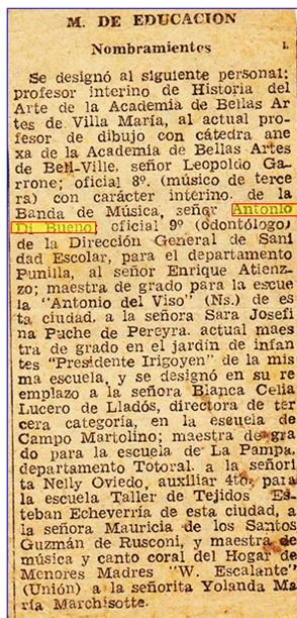 M. DE EDUCACION
Nombramientos
Se designó al siguiente personal:
profesor interino de Historia del
Arte de la Academia de Bellas Ar
tes de Villa María, al actual pro-
fesor de dibujo con cátedra ane
xa de la Academia de Bellas Artes
de Bell-Ville, señor Leopoldo Ga-
rrone; oficial 8º. (músico de terce
ra) con carácter interino de la
Banda de Música, señor Antonio
Di Bueno; oficial 9º (odontólogo)
de la Dirección General de Sani
dad Escolar, para el departamento
Punilla, al señor Enrique Atienz-
zo; maestra de grado para la escue
la "Antonio del Viso" (Ns.) de es
ta ciudad, a la señora Sara Josefi
na Puche de Pereyra, actual maes
tra de grado en el jardín de infan
tes "Presidente Irigoyen" de la mis
ma escuela, y se designó en su re
emplazo a la señora Blanca Celia
Lucero de Lladós, directora de ter
cera categoría, en la escuela de
Campo Martolino; maestra de gra
do para la escuela de La Pampa,
departamento Totoral, a la señori
ta Nelly Oviedo, auxiliar 4to. para
la escuela Taller de Tejidos Es
teban Echeverría de esta ciudad, a
la señora Mauricia de los Santos
Guzmán de Rusconi, y maestra de
música y canto coral del Hogar de
Menores Madres "W. Escalante"
(Unión) a la señorita Yolanda Ma
ría Marchisotte.